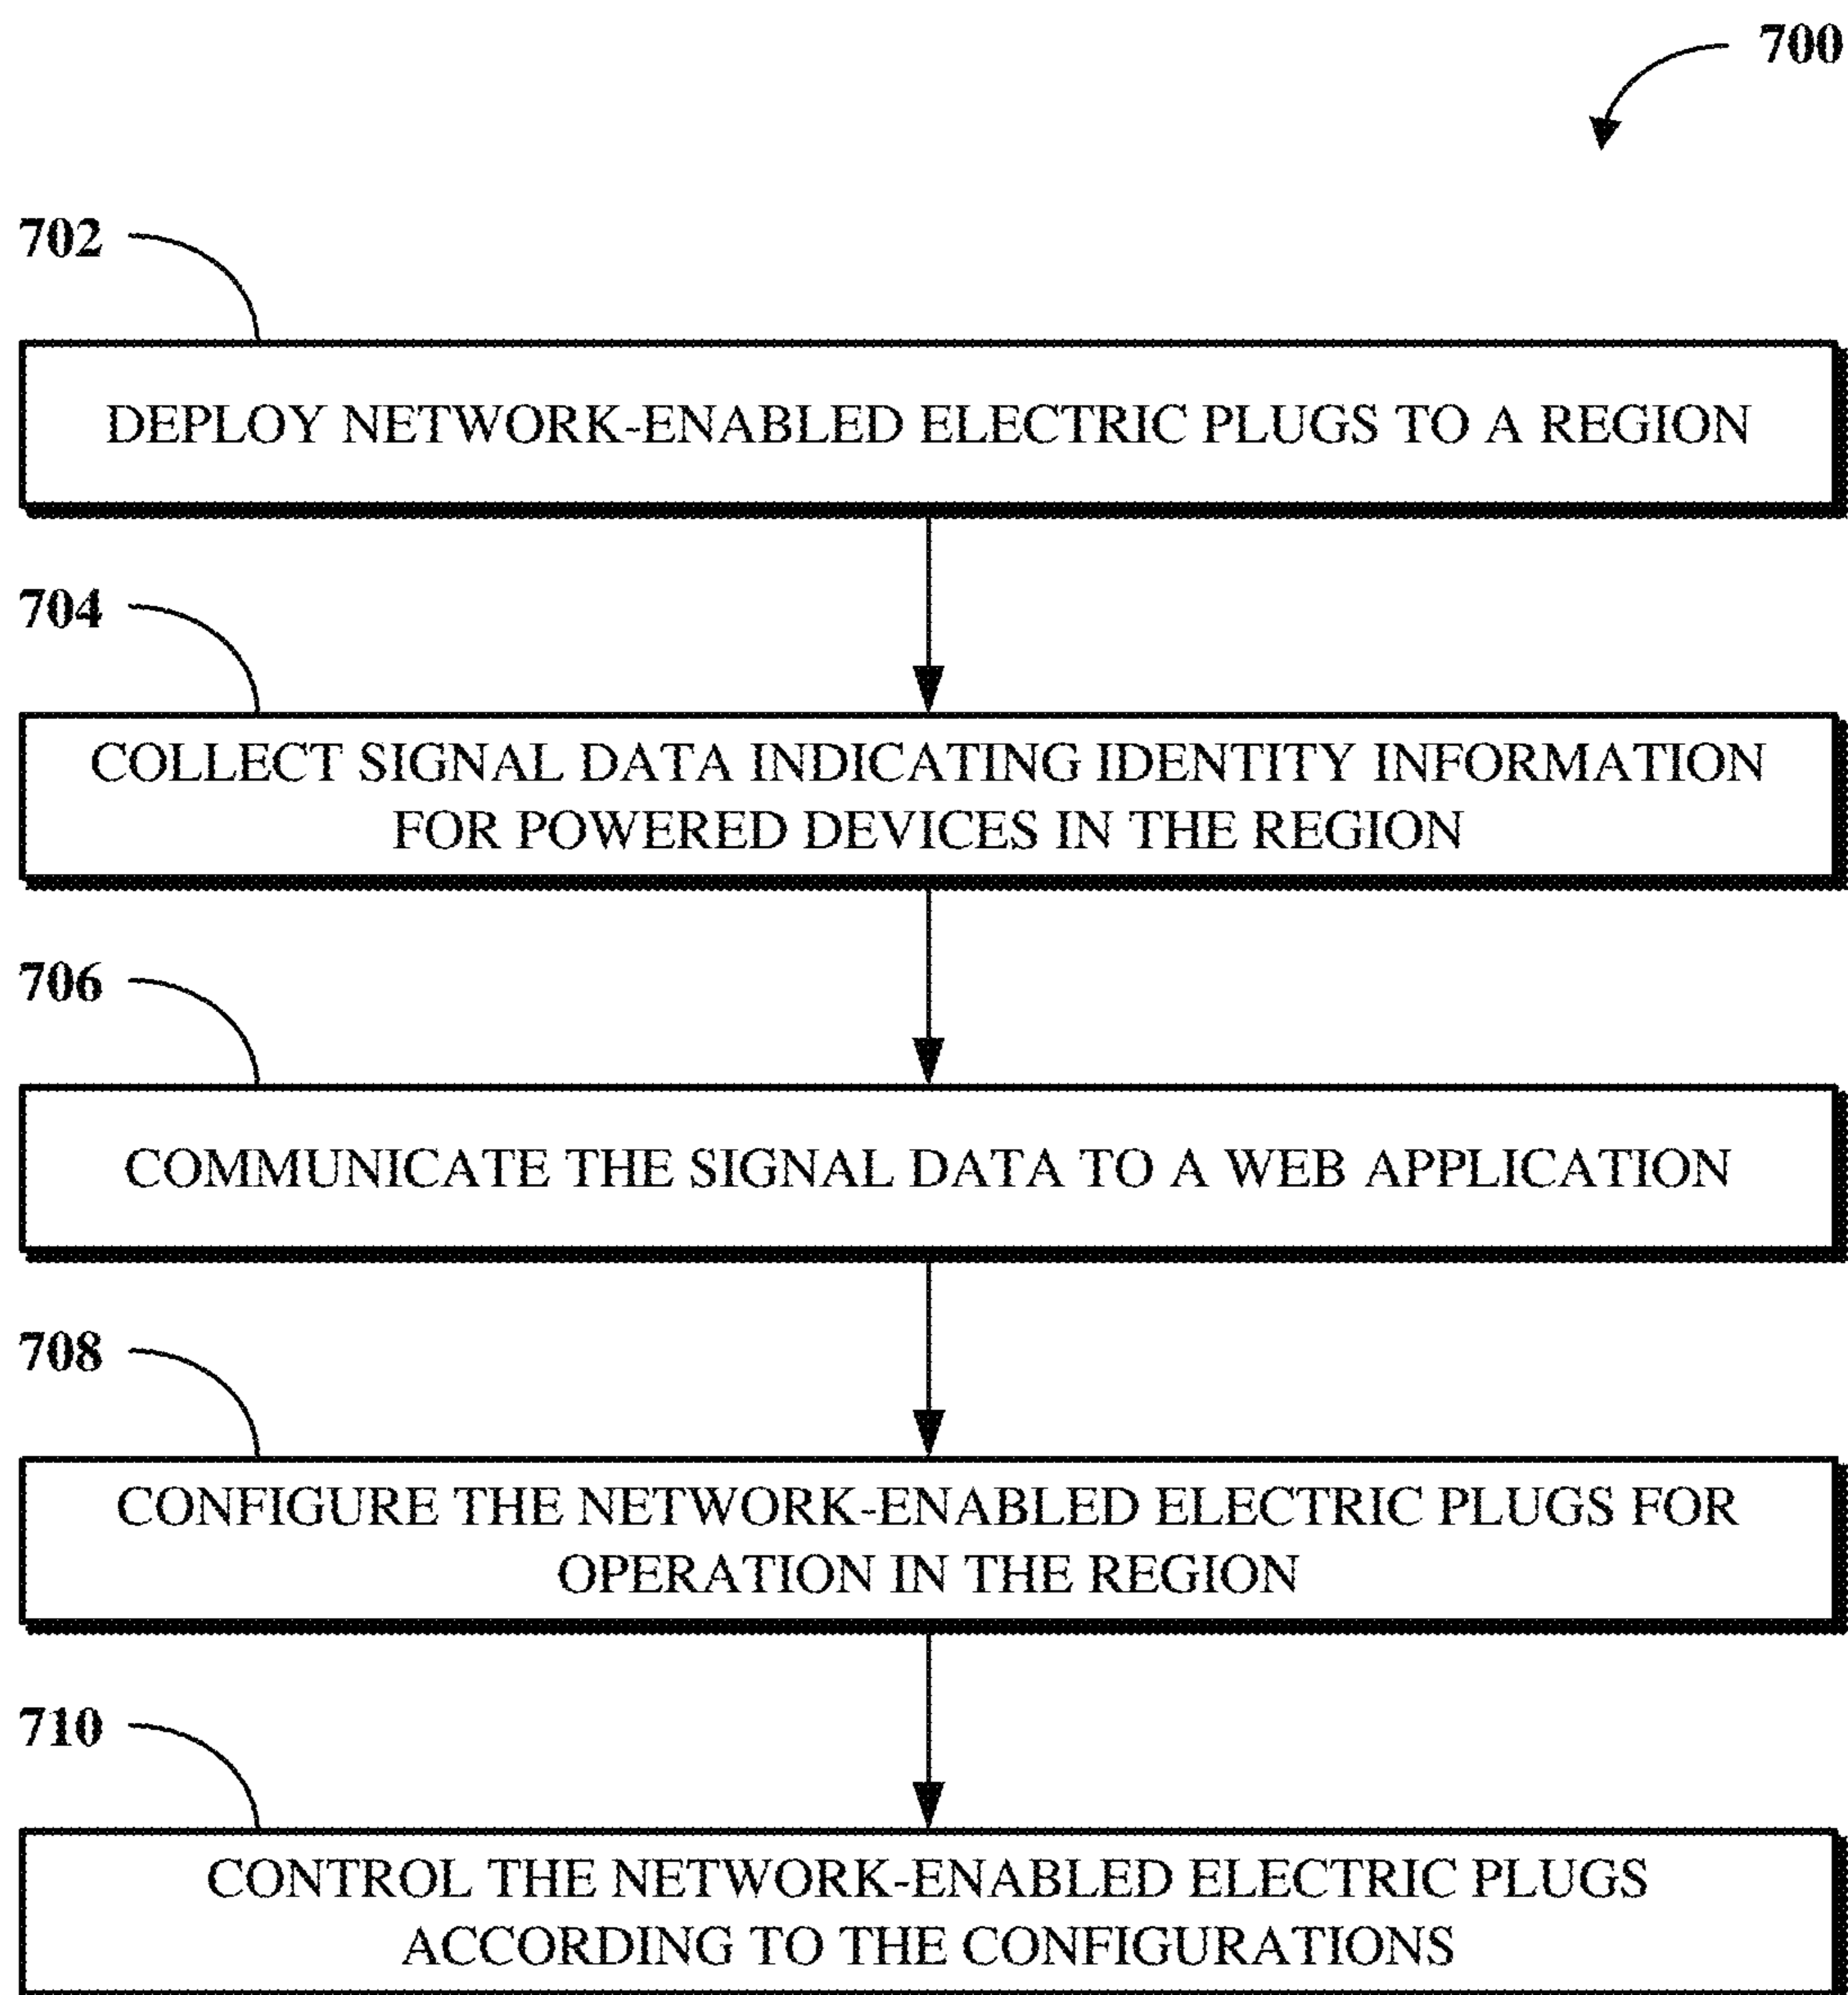 700
702
DEPLOY NETWORK-ENABLED ELECTRIC PLUGS TO A REGION
704
COLLECT SIGNAL DATA INDICATING IDENTITY INFORMATION
FOR POWERED DEVICES IN THE REGION
706
COMMUNICATE THE SIGNAL DATA TO A WEB APPLICATION
708
CONFIGURE THE NETWORK-ENABLED ELECTRIC PLUGS FOR
OPERATION IN THE REGION
710
CONTROL THE NETWORK-ENABLED ELECTRIC PLUGS
ACCORDING TO THE CONFIGURATIONS